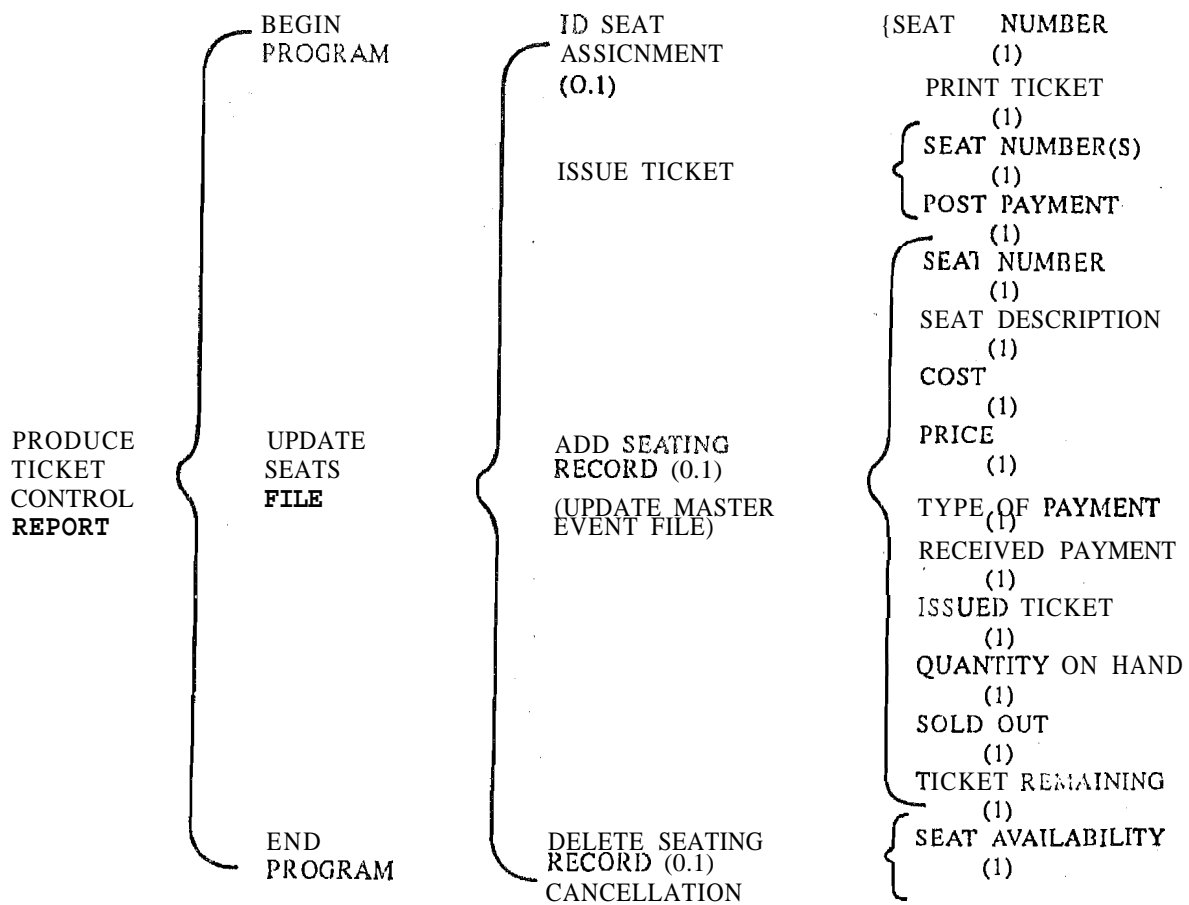 BEGIN
PROGRAM
ID SEAT
ASSICNMENT
(0.1)
{SEAT NUMBER
(1)
PRINT TICKET
(1)
SEAT NUMBER(S)
(1)
ISSUE TICKET
POST PAYMENT
(1)
SEAT NUMBER
(1)
SEAT DESCRIPTION
(1)
COST
(1)
PRICE
(1)
PRODUCE
TICKET
CONTROL
REPORT
UPDATE
SEATS
FILE
ADD SEATING
RECORD (0.1)
(UPDATE MASTER
EVENT FILE)
TYPE OF PAYMENT
(1)
RECEIVED PAYMENT
(1)
ISSUED TICKET
(1)
QUANTITY ON HAND
(1)
SOLD OUT
(1)
TICKET REMAINING
(1)
END
PROGRAM
DELETE SEATING
RECORD (0.1)
CANCELLATION
SEAT AVAILABILITY
(1)